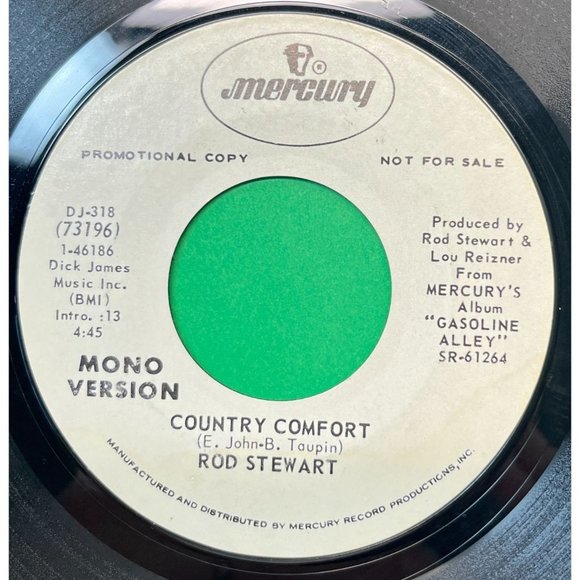 ®
mercury
PROMOTIONAL COPY
NOT FOR SALE
DJ-318
(73196)
1-46186
Dick James
Music Inc.
(BMI)
Intro. :13
4:45
MONO
VERSION
Produced by
Rod Stewart &
Lou Reizner
From
MERCURY'S
Album
"GASOLINE
ALLEY"
SR-61264
COUNTRY COMFORT
(E. John-B. Taupin)
ROD STEWART
MANUFACTURED AND DISTRIBUTED BY MERCURY RECORD PRODUCTIONS, INC.